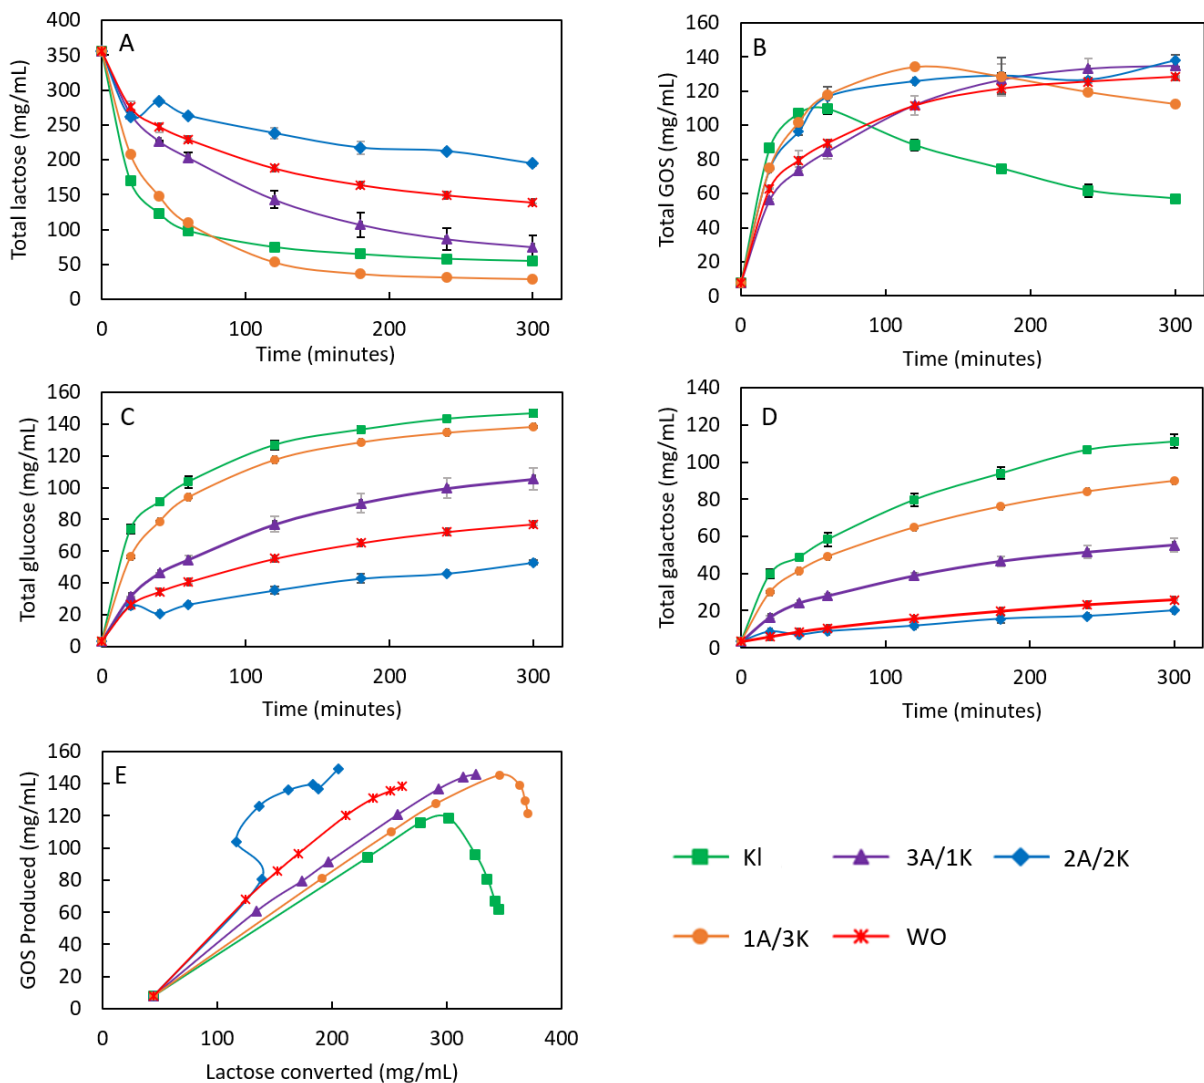 A
Total lactose (mg/mL)
400
350
300
250
200
150
100
50
0
0 100 200 300
Time (minutes)
B
Total GOS (mg/mL)
160
140
120
100
80
60
40
20
0
0 100 200 300
Time (minutes)
C
Total glucose (mg/mL)
160
140
120
100
80
60
40
20
0
0 100 200 300
Time (minutes)
D
Total galactose (mg/mL)
140
120
100
80
60
40
20
0
0 100 200 300
Time (minutes)
E
GOS Produced (mg/mL)
160
140
120
100
80
60
40
20
0
0 100 200 300 400
Lactose converted (mg/mL)
Kl 3A/1K 2A/2K
1A/3K WO